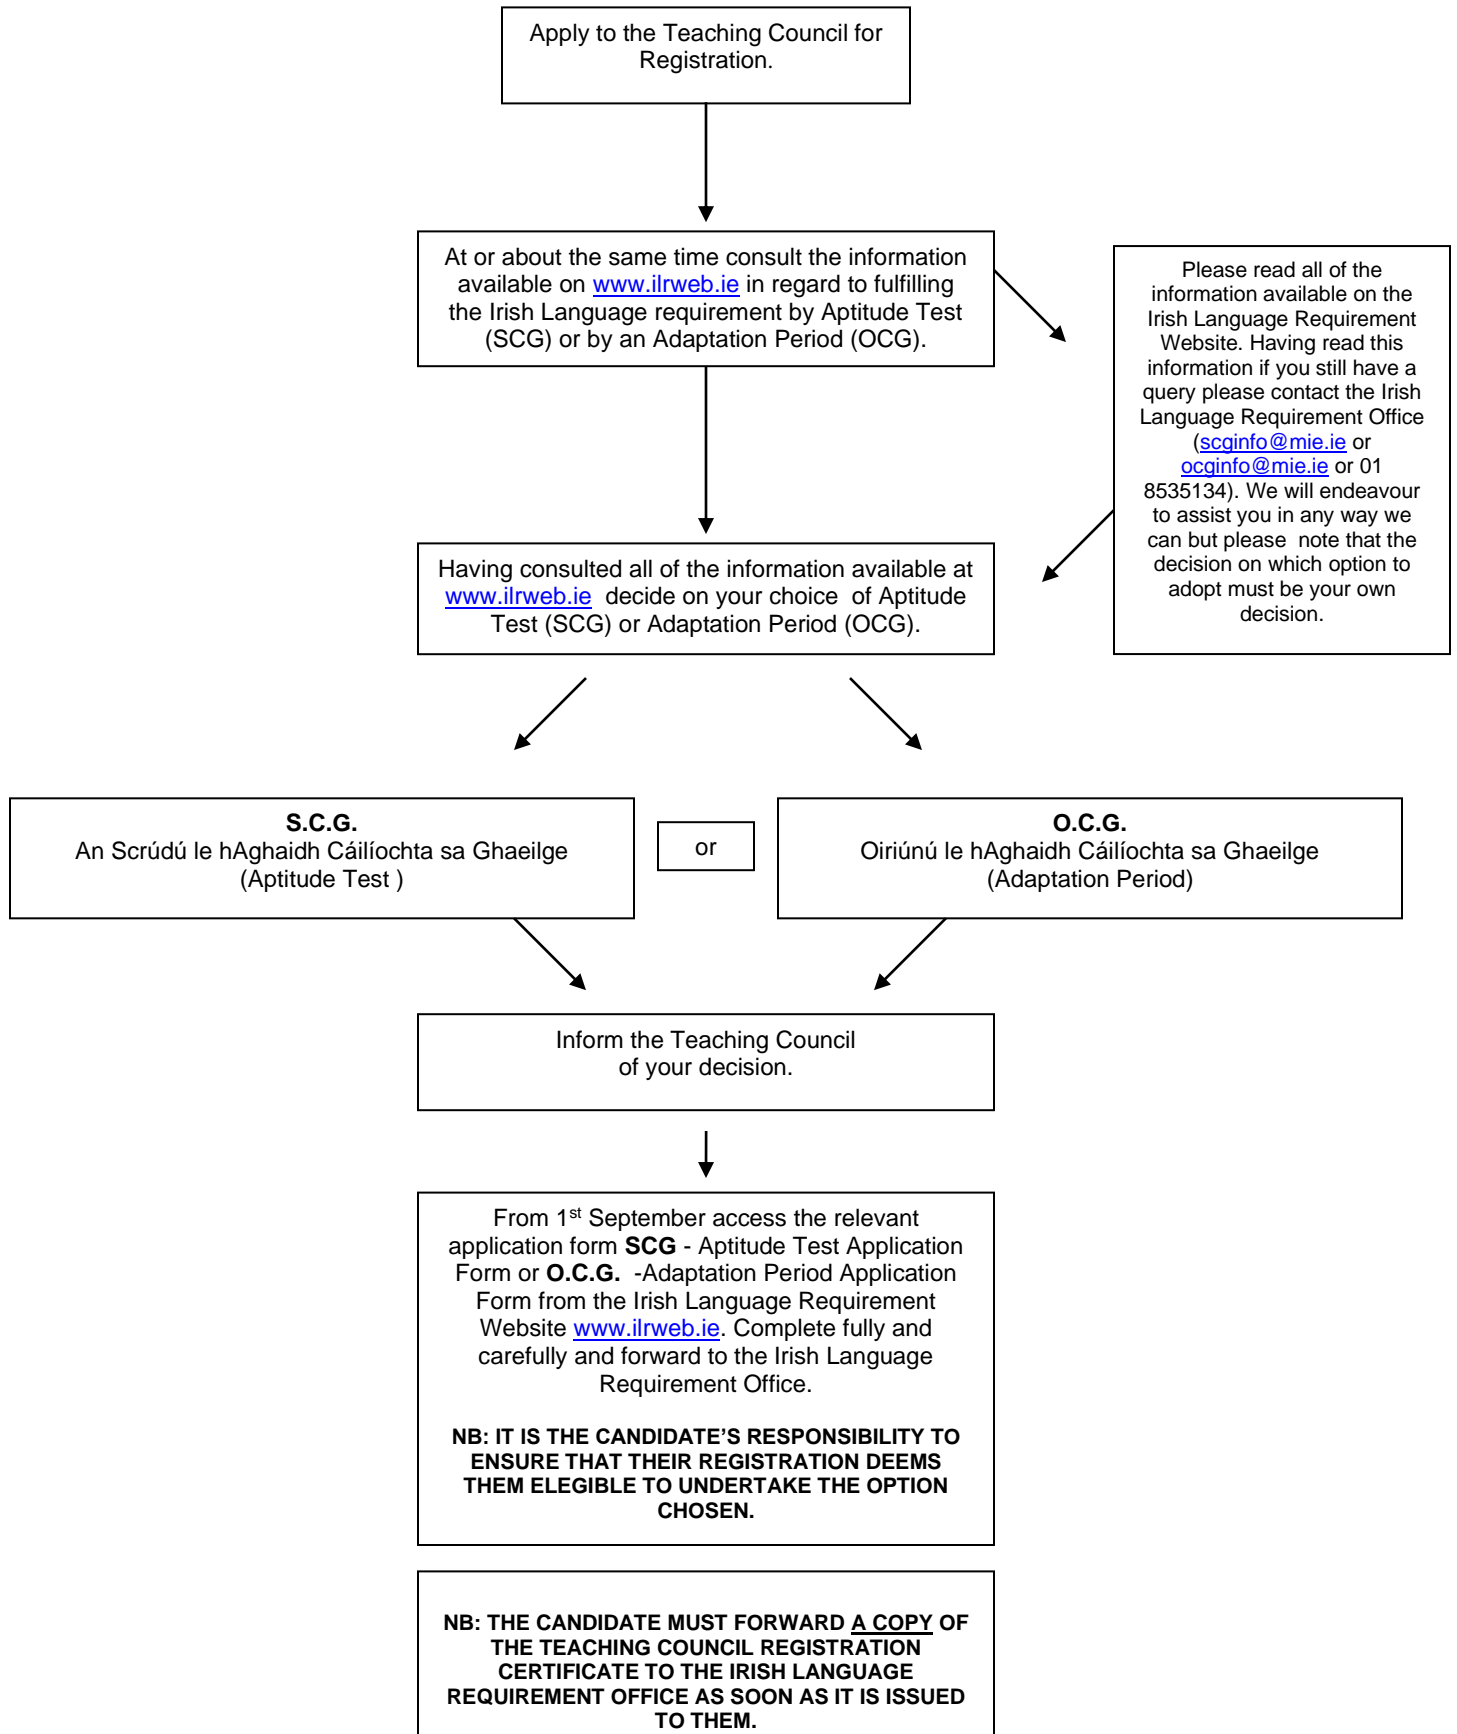 Apply to the Teaching Council for
Registration.
At or about the same time consult the information
available on www.ilrweb.ie in regard to fulfilling
the Irish Language requirement by Aptitude Test
(SCG) or by an Adaptation Period (OCG).
Please read all of the
information available on the
Irish Language Requirement
Website. Having read this
information if you still have a
query please contact the Irish
Language Requirement Office
(scginfo@mie.ie or
ocginfo@mie.ie or 01
8535134). We will endeavour
to assist you in any way we
can but please note that the
decision on which option to
adopt must be your own
decision.
Having consulted all of the information available at
www.ilrweb.ie decide on your choice of Aptitude
Test (SCG) or Adaptation Period (OCG).
S.C.G.
An Scrúdú le hAghaidh Cáilíochta sa Ghaeilge
(Aptitude Test )
or
O.C.G.
Oiriúnú le hAghaidh Cáilíochta sa Ghaeilge
(Adaptation Period)
Inform the Teaching Council
of your decision.
From 1st September access the relevant
application form SCG - Aptitude Test Application
Form or O.C.G. -Adaptation Period Application
Form from the Irish Language Requirement
Website www.ilrweb.ie. Complete fully and
carefully and forward to the Irish Language
Requirement Office.
NB: IT IS THE CANDIDATE’S RESPONSIBILITY TO
ENSURE THAT THEIR REGISTRATION DEEMS
THEM ELEGIBLE TO UNDERTAKE THE OPTION
CHOSEN.
NB: THE CANDIDATE MUST FORWARD A COPY OF
THE TEACHING COUNCIL REGISTRATION
CERTIFICATE TO THE IRISH LANGUAGE
REQUIREMENT OFFICE AS SOON AS IT IS ISSUED
TO THEM.